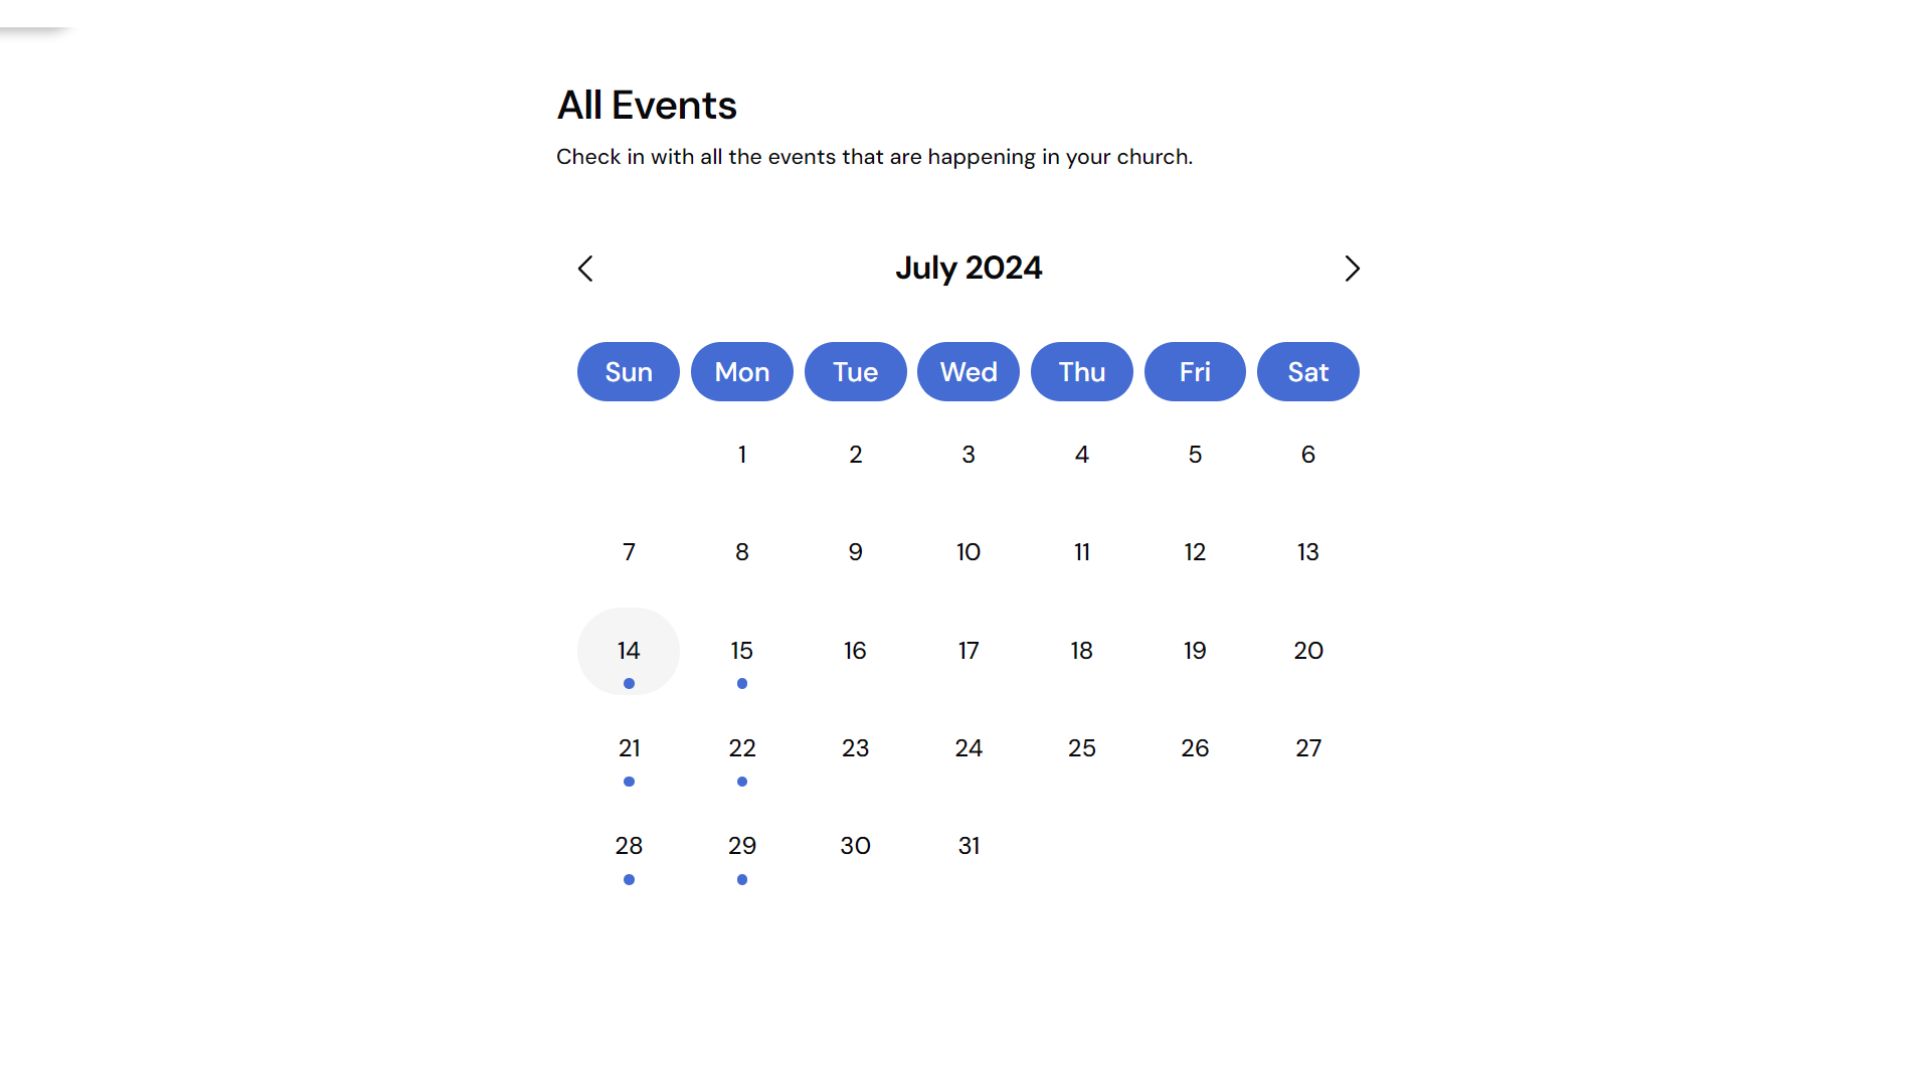 All Events
Check in with all the events that are happening in your church.
July 2024
Sun Mon Tue Wed Thu Fri Sat
1 2 3 4 5 6
7 8 9 10 11 12 13
14 15 16 17 18 19 20
21 22 23 24 25 26 27
28 29 30 31